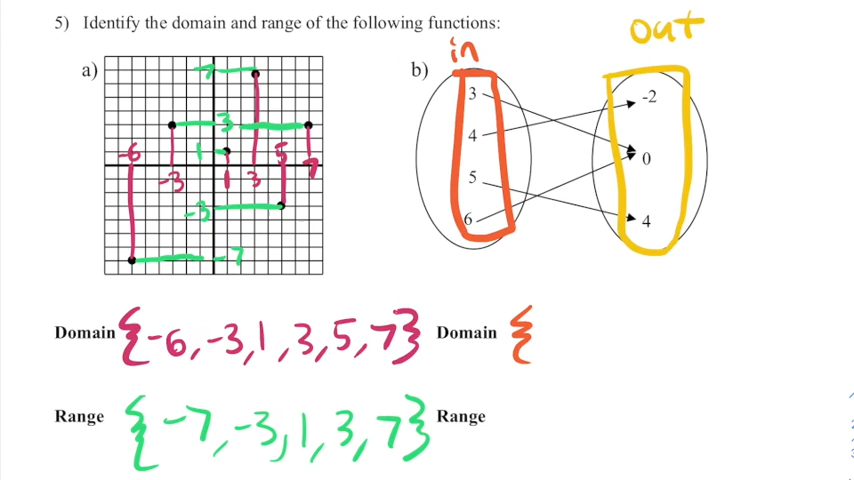 5) Identify the domain and range of the following functions:
out
in
a)
b)
7
3
-2
3
4
1
-6
5
0
-3
1
3
7
5
-3
6
4
-7
Domain {-6, -3, 1, 3, 5, 7}
Domain {
Range {-7, -3, 1, 3, 7}
Range